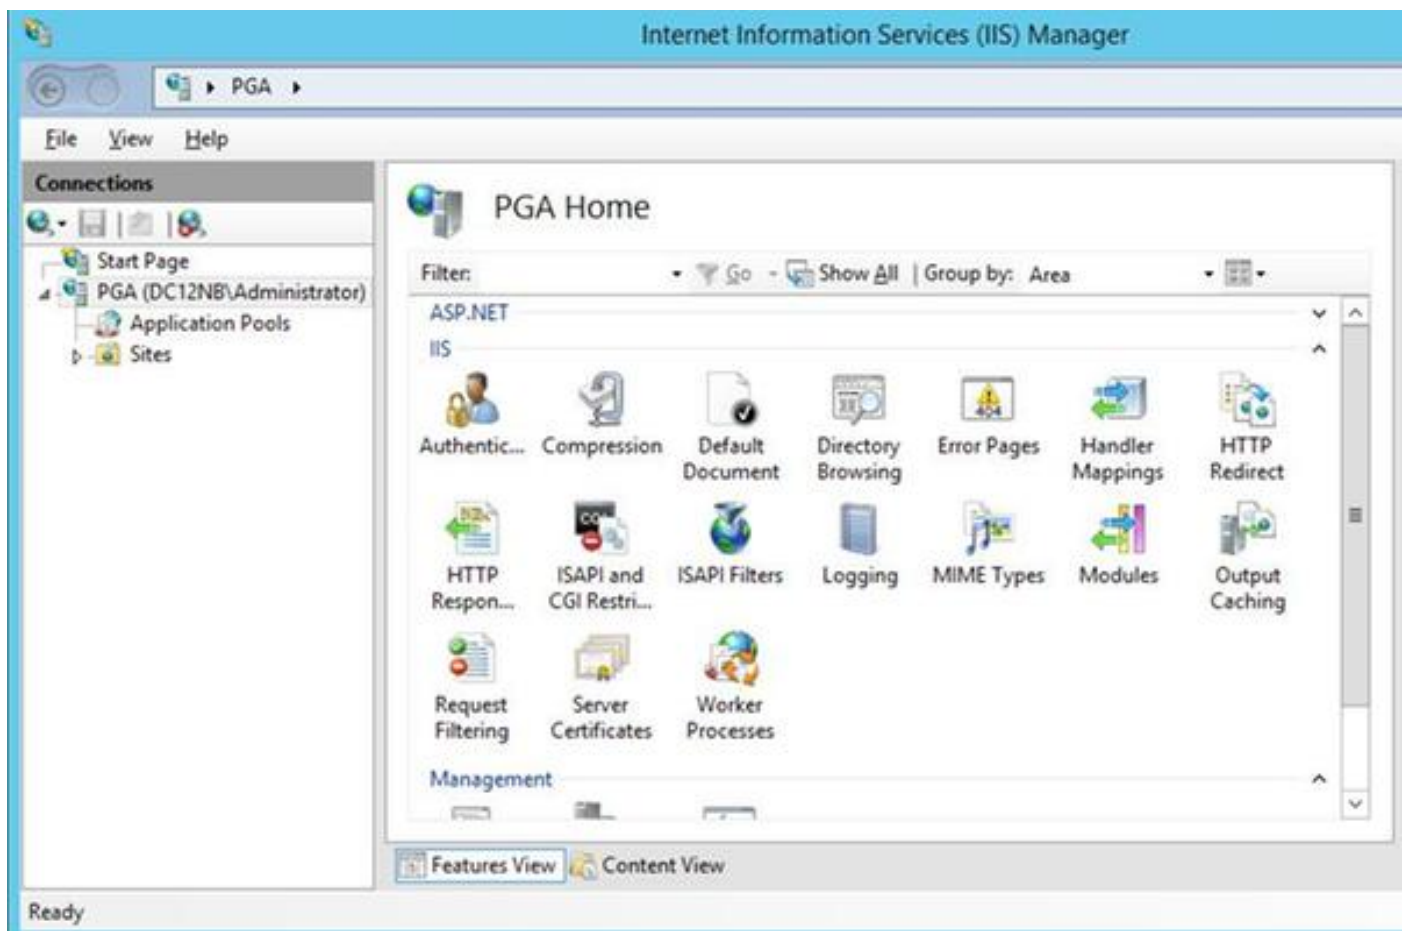 Internet Information Services (IIS) Manager
PGA
File View Help
Connections
Start Page
PGA (DC12NB\Administrator)
Application Pools
Sites
PGA Home
Filter: Go Show All Group by: Area
ASP.NET
IIS
Authentic... Compression Default Directory Error Pages Handler HTTP
Document Browsing Mappings Redirect
HTTP ISAPI and ISAPI Filters Logging MIME Types Modules Output
Respon... CGI Restri... Caching
Request Server Worker
Filtering Certificates Processes
Management
Features View Content View
Ready